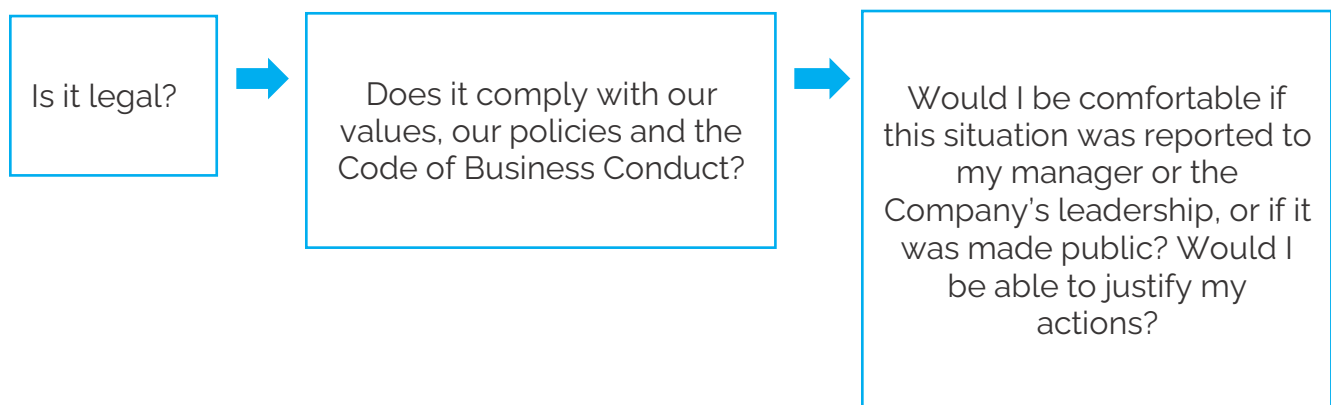 Is it legal?
Does it comply with our
values, our policies and the
Code of Business Conduct?
Would I be comfortable if
this situation was reported to
my manager or the
Company’s leadership, or if it
was made public? Would I
be able to justify my
actions?